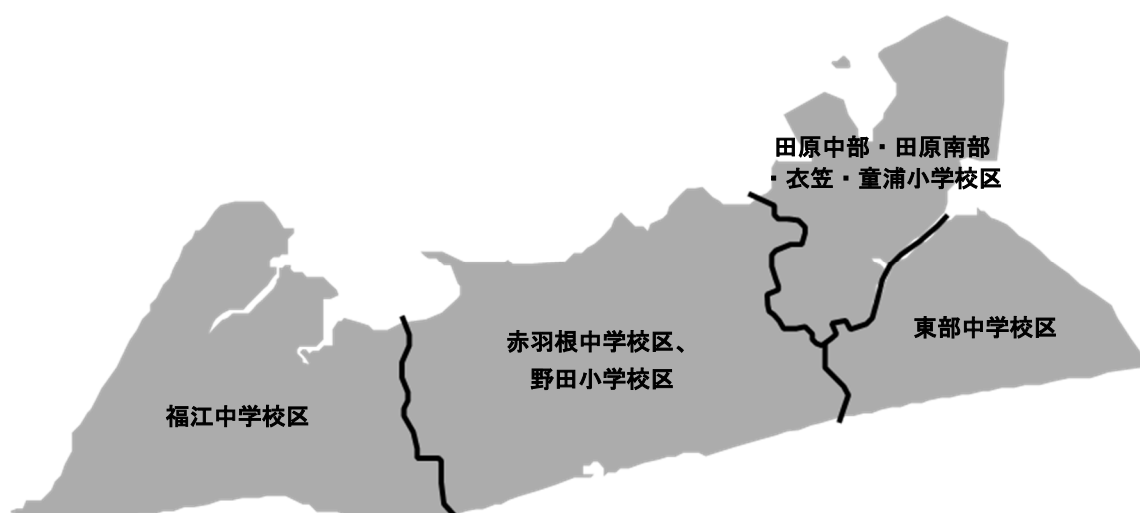 田原中部・田原南部
・衣笠・童浦小学校区
東部中学校区
赤羽根中学校区、
野田小学校区
福江中学校区